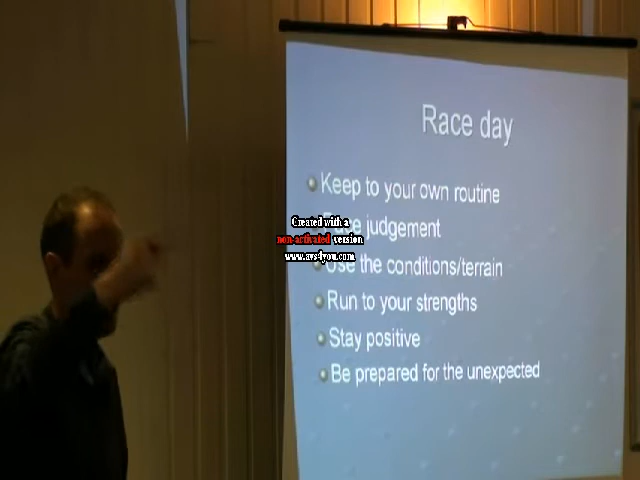 Race day
Keep to your own routine
Pace judgement
Created with a
non-activated version
www.avs4you.com
Use the conditions/terrain
Run to your strengths
Stay positive
Be prepared for the unexpected